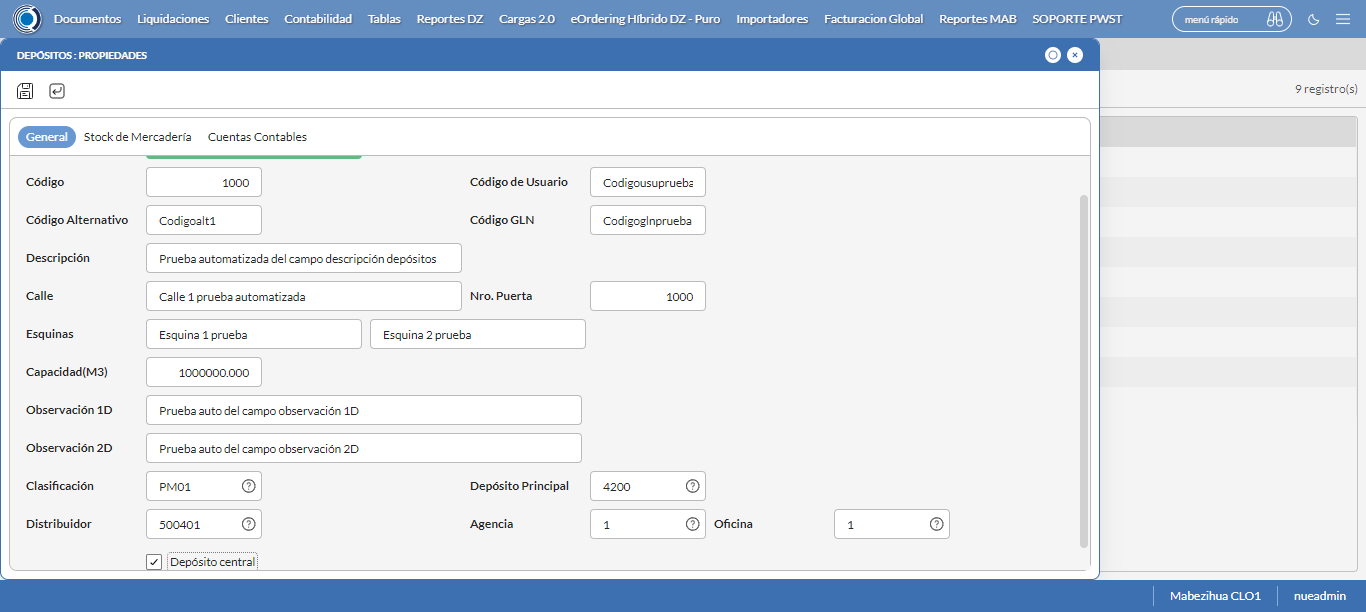 Documentos Liquidaciones Clientes Contabilidad Tablas Reportes DZ Cargas 2.0 eOrdering Híbrido DZ - Puro Importadores Facturacion Global Reportes MAB SOPORTE PWST menú rápido
DEPÓSITOS : PROPIEDADES
9 registro(s)
General Stock de Mercadería Cuentas Contables
Código 1000 Código de Usuario Codigousuprueba
Código Alternativo Codigoalt1 Código GLN Codigoglnprueba
Descripción Prueba automatizada del campo descripción depósitos
Calle Calle 1 prueba automatizada Nro. Puerta 1000
Esquinas Esquina 1 prueba Esquina 2 prueba
Capacidad(M3) 1000000.000
Observación 1D Prueba auto del campo observación 1D
Observación 2D Prueba auto del campo observación 2D
Clasificación PM01 Depósito Principal 4200
Distribuidor 500401 Agencia 1 Oficina 1
Depósito central
Mabezihua CLO1 nueadmin